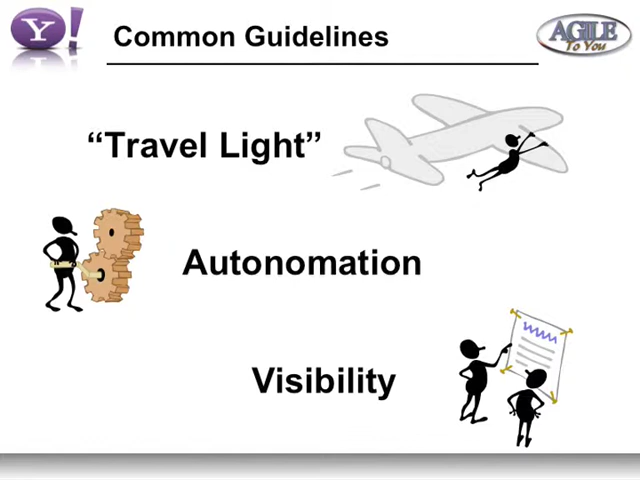 Y!
Common Guidelines
AGILE
To You
“Travel Light”
Autonomation
Visibility